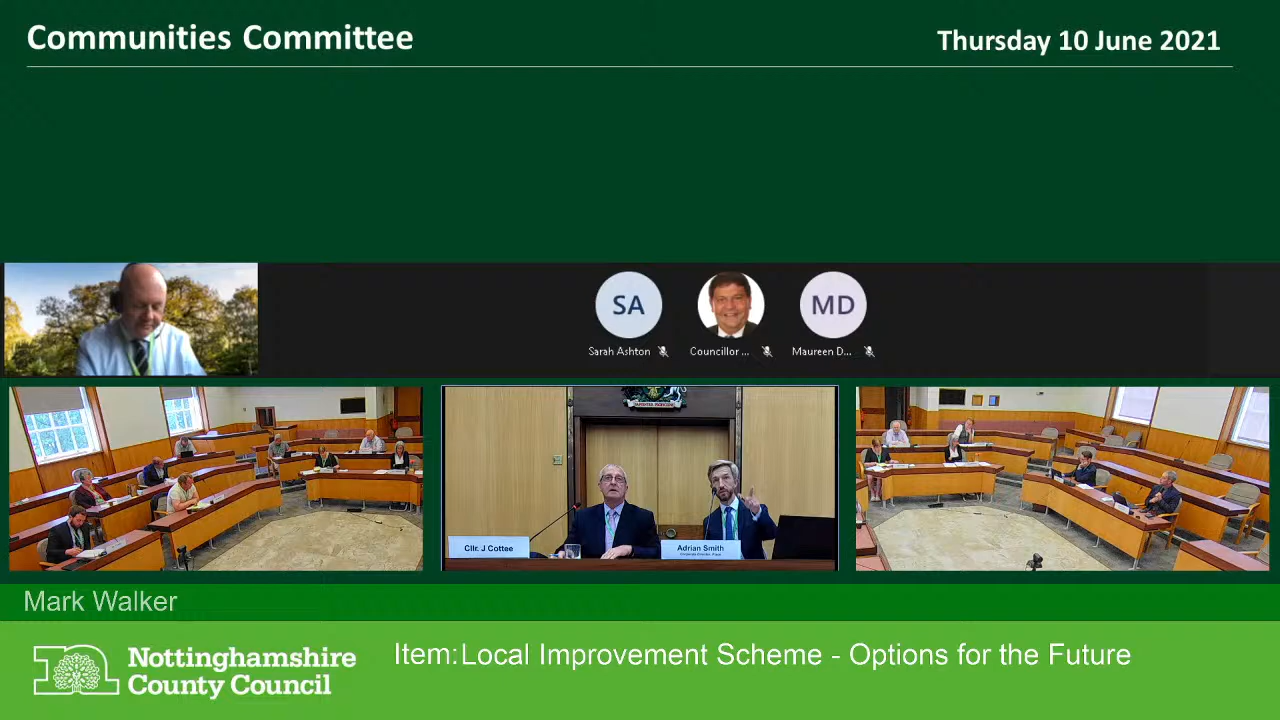 Communities Committee
Thursday 10 June 2021
SA
MD
Sarah Ashton
Councillor ...
Maureen D...
Cllr. J Cottee
Adrian Smith
Mark Walker
Nottinghamshire
County Council
Item:Local Improvement Scheme - Options for the Future